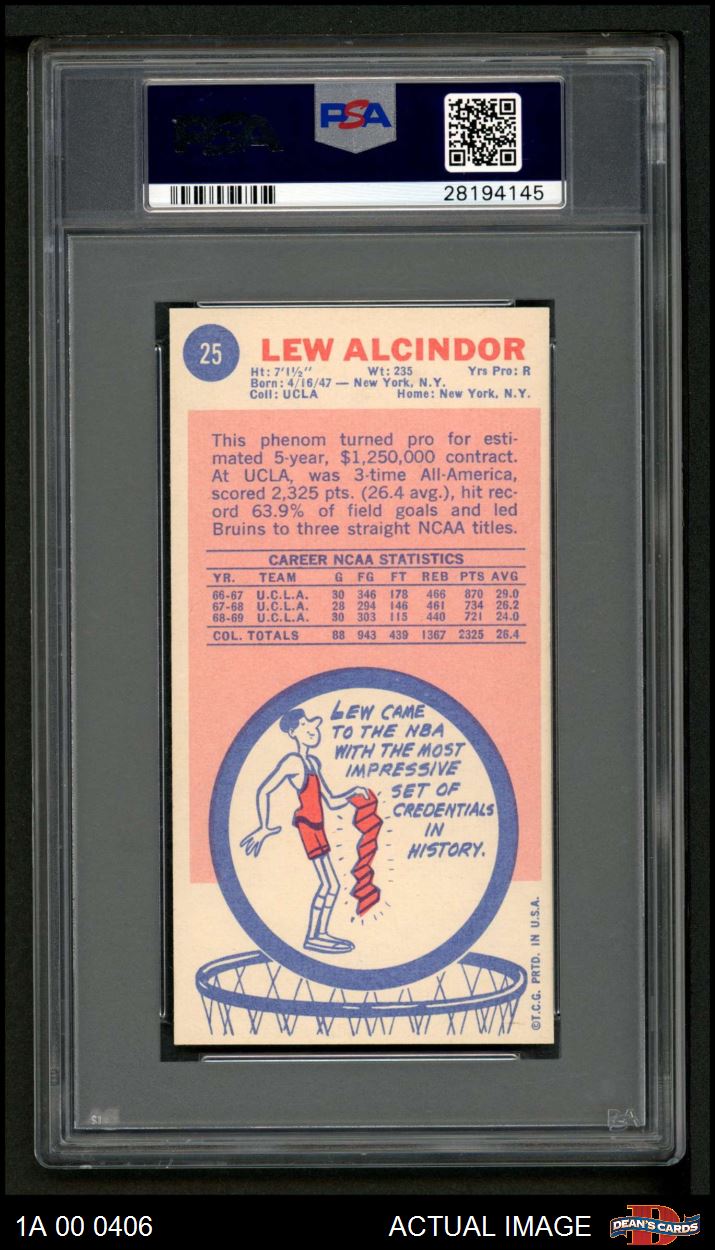 PSA
PSA
28194145
25
LEW ALCINDOR
Ht: 7'1½" Wt: 235 Yrs Pro: R
Born: 4/16/47 — New York, N.Y.
Coll: UCLA Home: New York, N.Y.
This phenom turned pro for esti-
mated 5-year, $1,250,000 contract.
At UCLA, was 3-time All-America,
scored 2,325 pts. (26.4 avg.), hit rec-
ord 63.9% of field goals and led
Bruins to three straight NCAA titles.
CAREER NCAA STATISTICS
YR. TEAM G FG FT REB PTS AVG
66-67 U.C.L.A. 30 346 178 466 870 29.0
67-68 U.C.L.A. 28 294 146 461 734 26.2
68-69 U.C.L.A. 30 303 115 440 721 24.0
COL. TOTALS 88 943 439 1367 2325 26.4
LEW CAME
TO THE NBA
WITH THE MOST
IMPRESSIVE
SET OF
CREDENTIALS
IN
HISTORY.
©T.C.G. PRTD. IN U.S.A.
PSA
1A 00 0406
ACTUAL IMAGE
D
DEAN'S CARDS